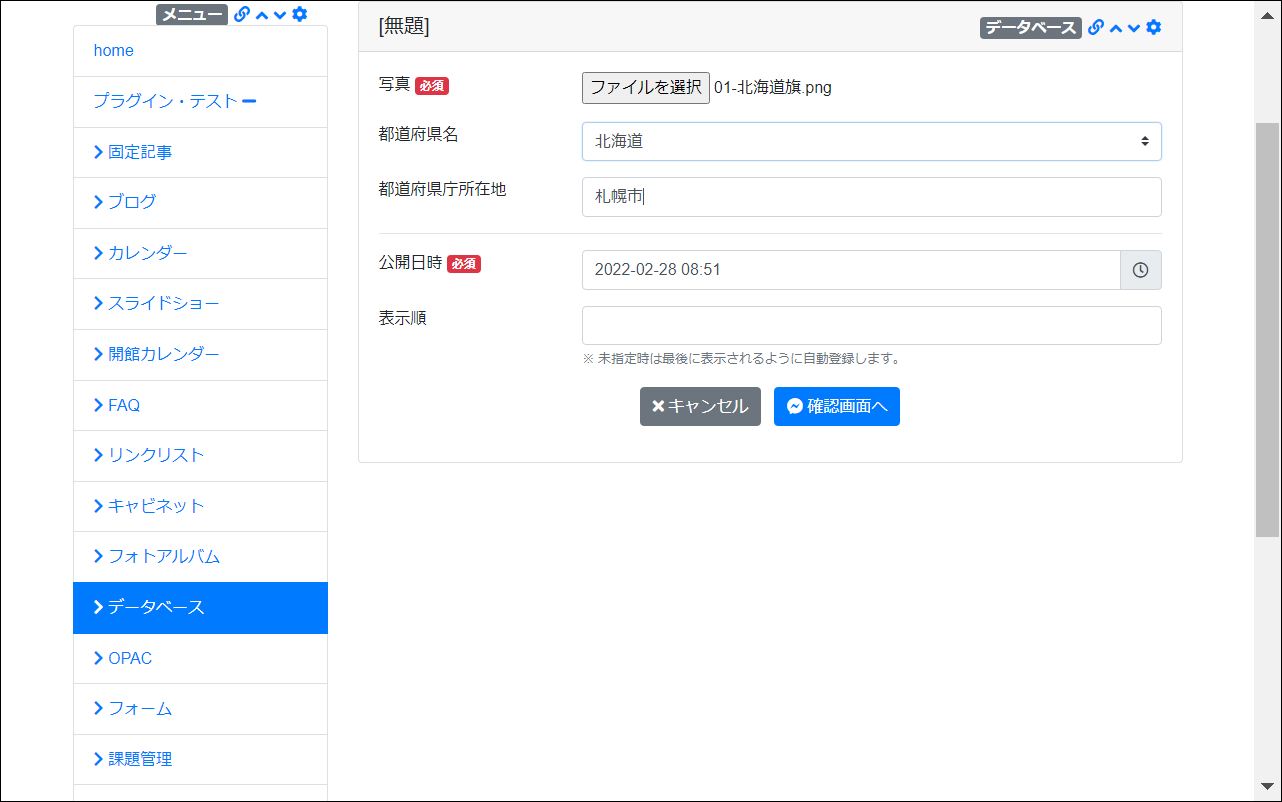 メニュー
home
プラグイン・テスト
固定記事
ブログ
カレンダー
スライドショー
開館カレンダー
FAQ
リンクリスト
キャビネット
フォトアルバム
データベース
OPAC
フォーム
課題管理
[無題]
データベース
写真 必須
ファイルを選択 01-北海道旗.png
都道府県名
北海道
都道府県庁所在地
札幌市
公開日時 必須
2022-02-28 08:51
表示順
※ 未指定時は最後に表示されるように自動登録します。
キャンセル
確認画面へ